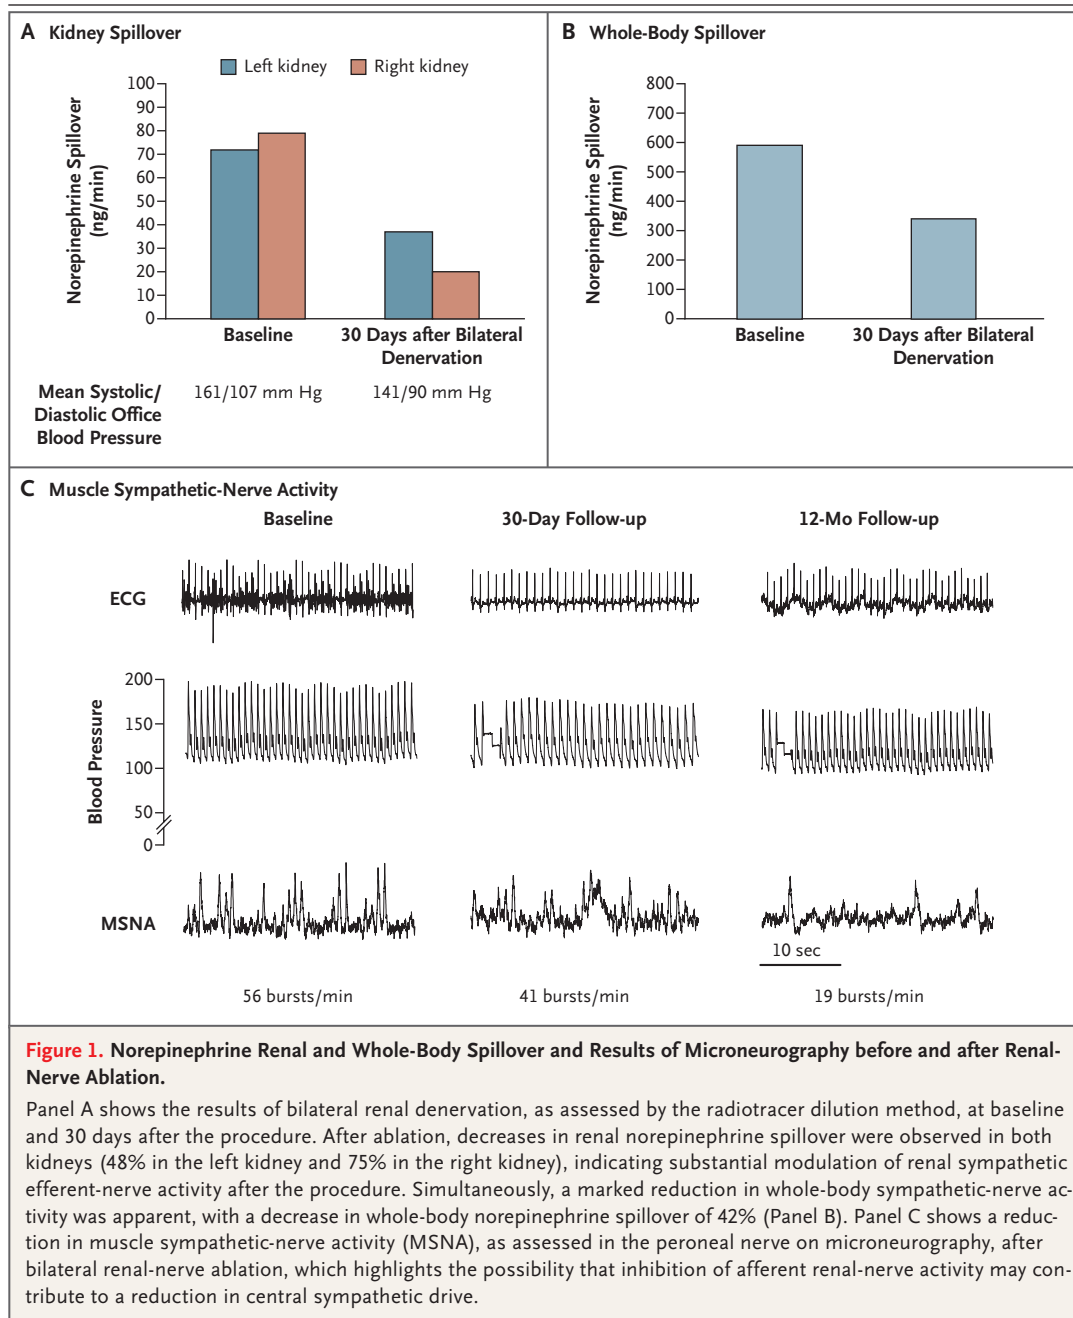 A Kidney Spillover
Left kidney Right kidney
Norepinephrine Spillover
(ng/min)
100
90
80
70
60
50
40
30
20
10
0
Baseline
30 Days after Bilateral
Denervation
Mean Systolic/
Diastolic Office
Blood Pressure
161/107 mm Hg
141/90 mm Hg
B Whole-Body Spillover
Norepinephrine Spillover
(ng/min)
800
700
600
500
400
300
200
100
0
Baseline
30 Days after Bilateral
Denervation
C Muscle Sympathetic-Nerve Activity
Baseline
30-Day Follow-up
12-Mo Follow-up
ECG
Blood Pressure
200
150
100
50
0
MSNA
10 sec
56 bursts/min
41 bursts/min
19 bursts/min
Figure 1. Norepinephrine Renal and Whole-Body Spillover and Results of Microneurography before and after Renal-
Nerve Ablation.
Panel A shows the results of bilateral renal denervation, as assessed by the radiotracer dilution method, at baseline
and 30 days after the procedure. After ablation, decreases in renal norepinephrine spillover were observed in both
kidneys (48% in the left kidney and 75% in the right kidney), indicating substantial modulation of renal sympathetic
efferent-nerve activity after the procedure. Simultaneously, a marked reduction in whole-body sympathetic-nerve ac-
tivity was apparent, with a decrease in whole-body norepinephrine spillover of 42% (Panel B). Panel C shows a reduc-
tion in muscle sympathetic-nerve activity (MSNA), as assessed in the peroneal nerve on microneurography, after
bilateral renal-nerve ablation, which highlights the possibility that inhibition of afferent renal-nerve activity may con-
tribute to a reduction in central sympathetic drive.